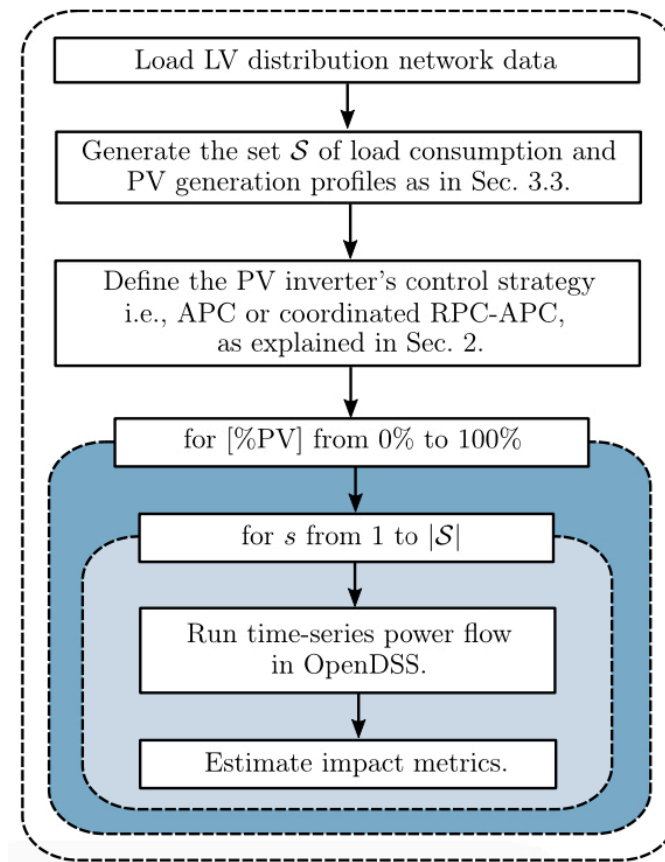 Load LV distribution network data
Generate the set 𝒮 of load consumption and
PV generation profiles as in Sec. 3.3.
Define the PV inverter's control strategy
i.e., APC or coordinated RPC-APC,
as explained in Sec. 2.
for [%PV] from 0% to 100%
for s from 1 to |𝒮|
Run time-series power flow
in OpenDSS.
Estimate impact metrics.